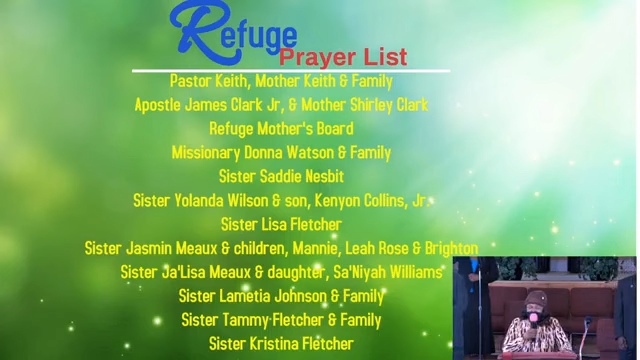 Refuge
Prayer List
Pastor Keith, Mother Keith & Family
Apostle James Clark Jr, & Mother Shirley Clark
Refuge Mother's Board
Missionary Donna Watson & Family
Sister Saddie Nesbit
Sister Yolanda Wilson & son, Kenyon Collins, Jr.
Sister Lisa Fletcher
Sister Jasmin Meaux & children, Mannie, Leah Rose & Brighton
Sister Ja'Lisa Meaux & daughter, Sa'Niyah Williams
Sister Lametia Johnson & Family
Sister Tammy Fletcher & Family
Sister Kristina Fletcher